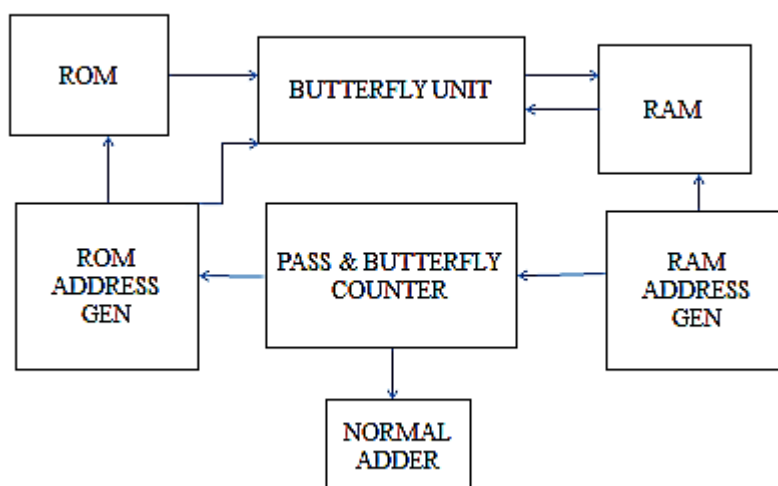 ROM
BUTTERFLY UNIT
RAM
ROM
ADDRESS
GEN
PASS & BUTTERFLY
COUNTER
RAM
ADDRESS
GEN
NORMAL
ADDER